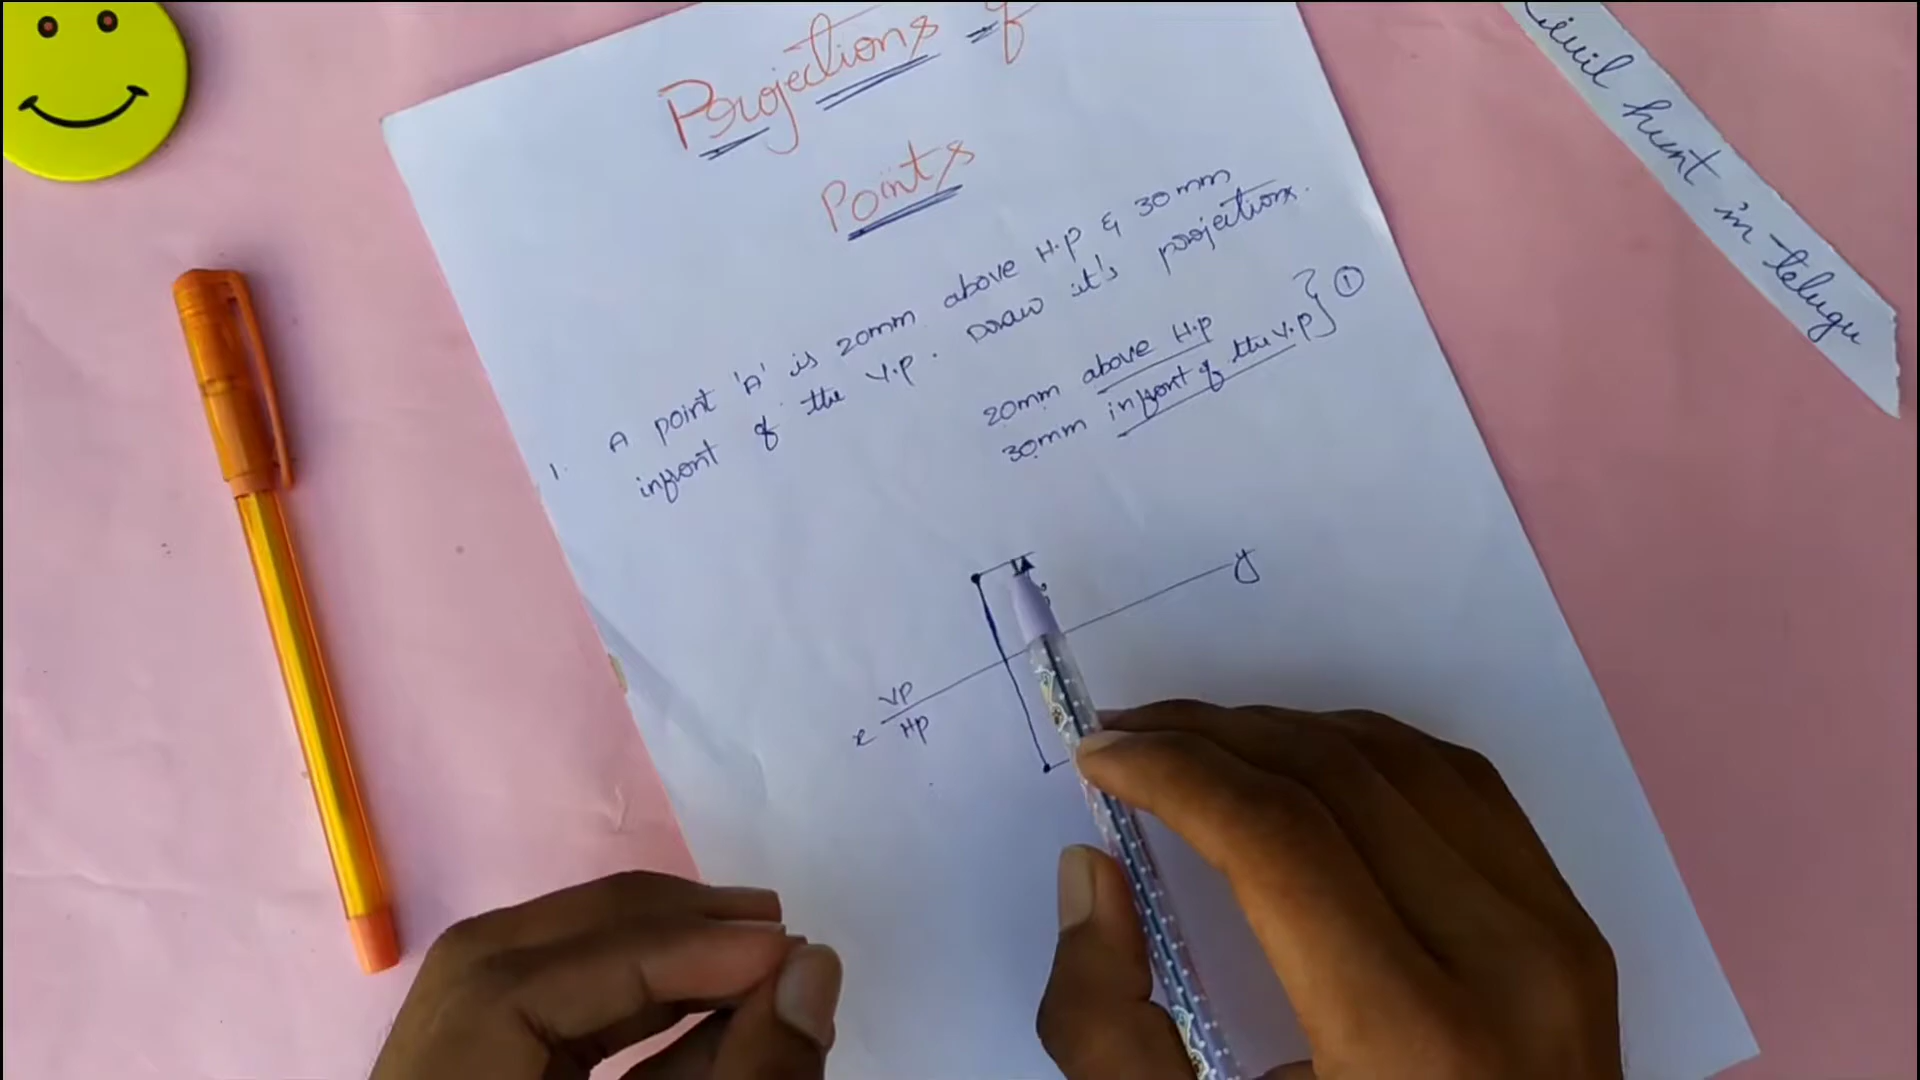 Projections of
Points
1. A point 'A' is 20mm above H.P & 30mm
infront of the V.P. Draw it's projections.
20mm above H.P
30mm infront of the V.P } ①
y
VP
x HP
Civil hunt in telugu